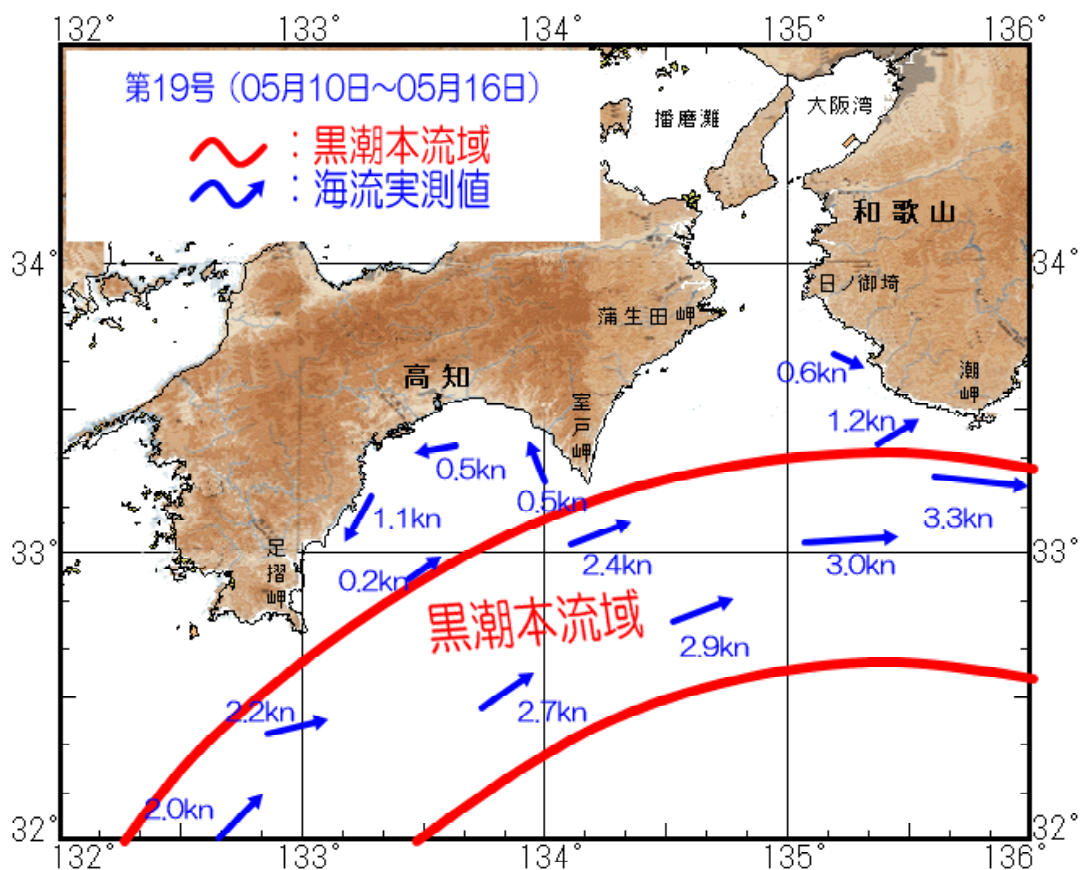 132°
133°
134°
135°
136°
第19号（05月10日～05月16日）
：黒潮本流域
：海流実測値
播磨灘
大阪湾
和歌山
34°
34°
日ノ御埼
蒲生田岬
0.6kn
潮岬
高知
室戸岬
1.2kn
0.5kn
0.5kn
1.1kn
3.3kn
33°
33°
足摺岬
0.2kn
2.4kn
3.0kn
黒潮本流域
2.9kn
2.2kn
2.7kn
2.0kn
32°
32°
132°
133°
134°
135°
136°